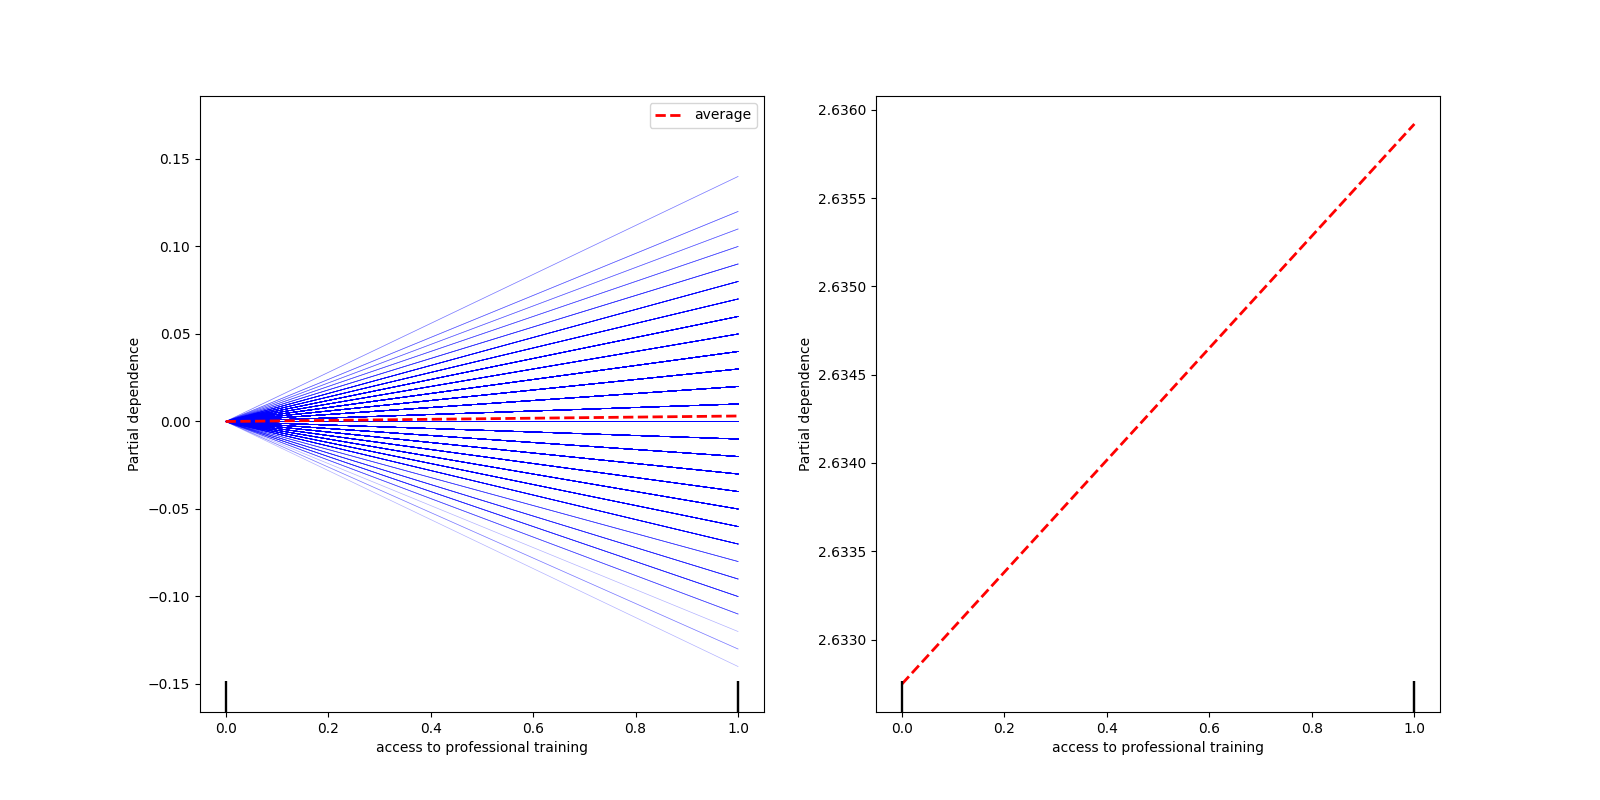 average
0.15
0.10
0.05
0.00
−0.05
−0.10
−0.15
Partial dependence
0.0 0.2 0.4 0.6 0.8 1.0
access to professional training
2.6360
2.6355
2.6350
2.6345
2.6340
2.6335
2.6330
Partial dependence
0.0 0.2 0.4 0.6 0.8 1.0
access to professional training